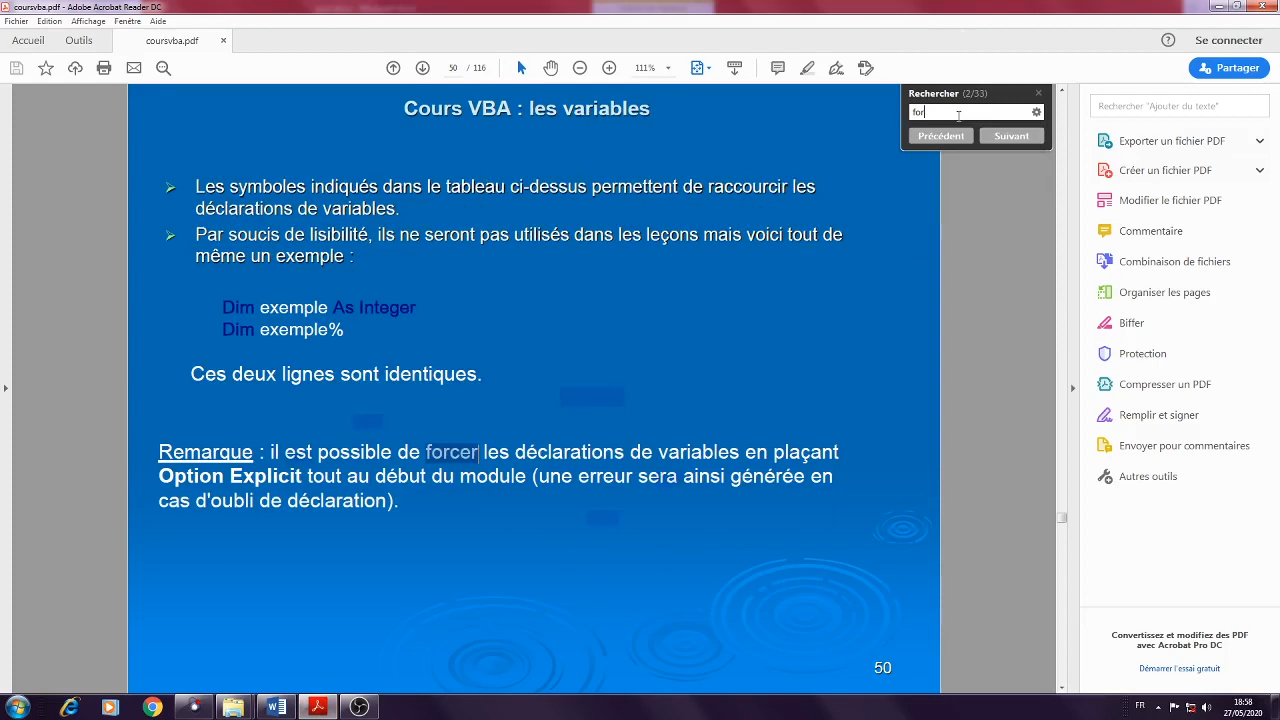 coursvba.pdf - Adobe Acrobat Reader DC
Fichier Edition Affichage Fenêtre Aide
Accueil Outils coursvba.pdf × Se connecter
50 / 116 111% Partager
Rechercher (2/33)
for
Précédent Suivant
Cours VBA : les variables
Les symboles indiqués dans le tableau ci-dessus permettent de raccourcir les
déclarations de variables.
Par soucis de lisibilité, ils ne seront pas utilisés dans les leçons mais voici tout de
même un exemple :
Dim exemple As Integer
Dim exemple%
Ces deux lignes sont identiques.
Remarque : il est possible de forcer les déclarations de variables en plaçant
Option Explicit tout au début du module (une erreur sera ainsi générée en
cas d'oubli de déclaration).
50
Rechercher "Ajouter du texte"
Exporter un fichier PDF
Créer un fichier PDF
Modifier le fichier PDF
Commentaire
Combinaison de fichiers
Organiser les pages
Biffer
Protection
Compresser un PDF
Remplir et signer
Envoyer pour commentaires
Autres outils
Convertissez et modifiez des PDF
avec Acrobat Pro DC
Démarrer l'essai gratuit
FR 18:58
27/05/2020